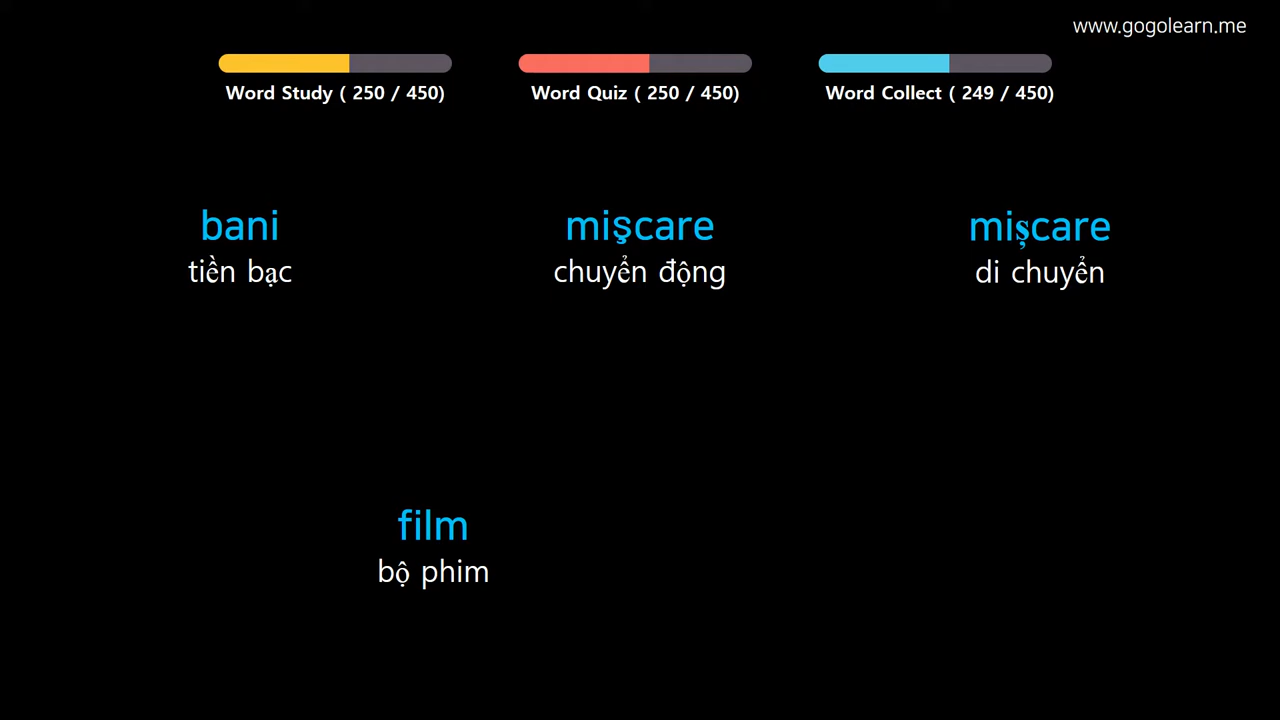 www.gogolearn.me
Word Study ( 250 / 450)
Word Quiz ( 250 / 450)
Word Collect ( 249 / 450)
bani
tiền bạc
mişcare
chuyển động
mișcare
di chuyển
film
bộ phim